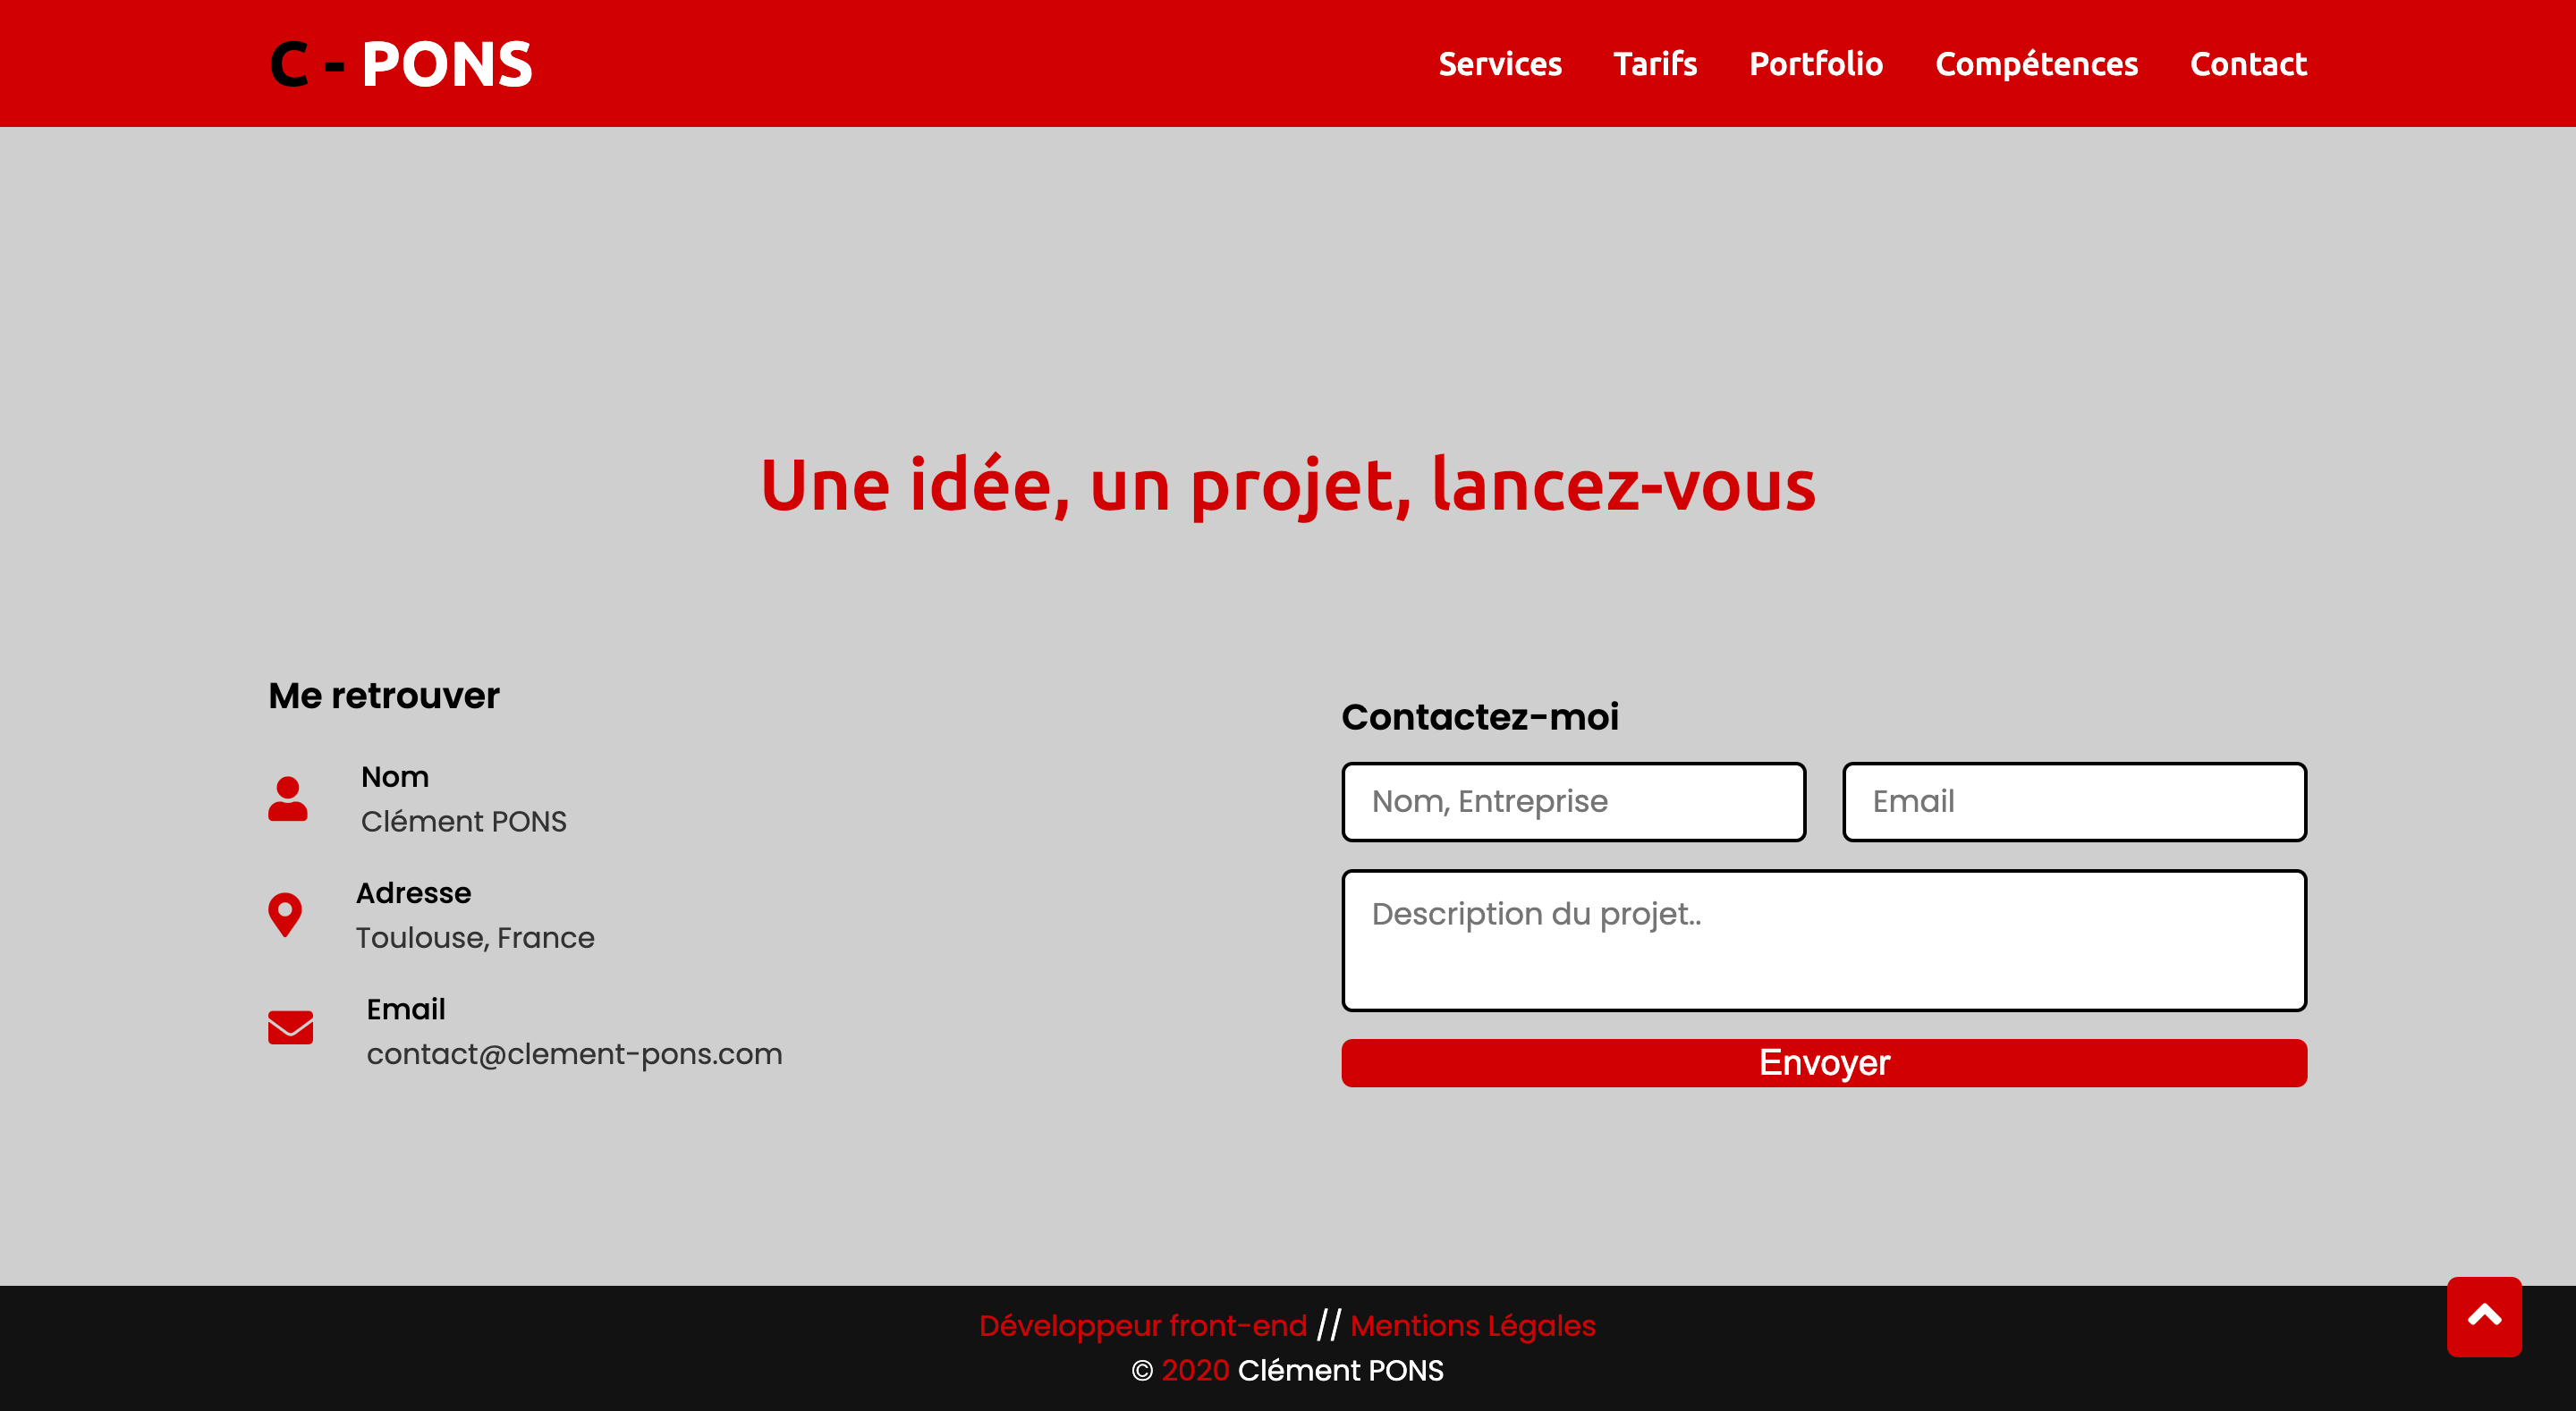 C - PONS
Services Tarifs Portfolio Compétences Contact
Une idée, un projet, lancez-vous
Me retrouver
Nom
Clément PONS
Adresse
Toulouse, France
Email
contact@clement-pons.com
Contactez-moi
Nom, Entreprise
Email
Description du projet..
Envoyer
Développeur front-end // Mentions Légales
© 2020 Clément PONS